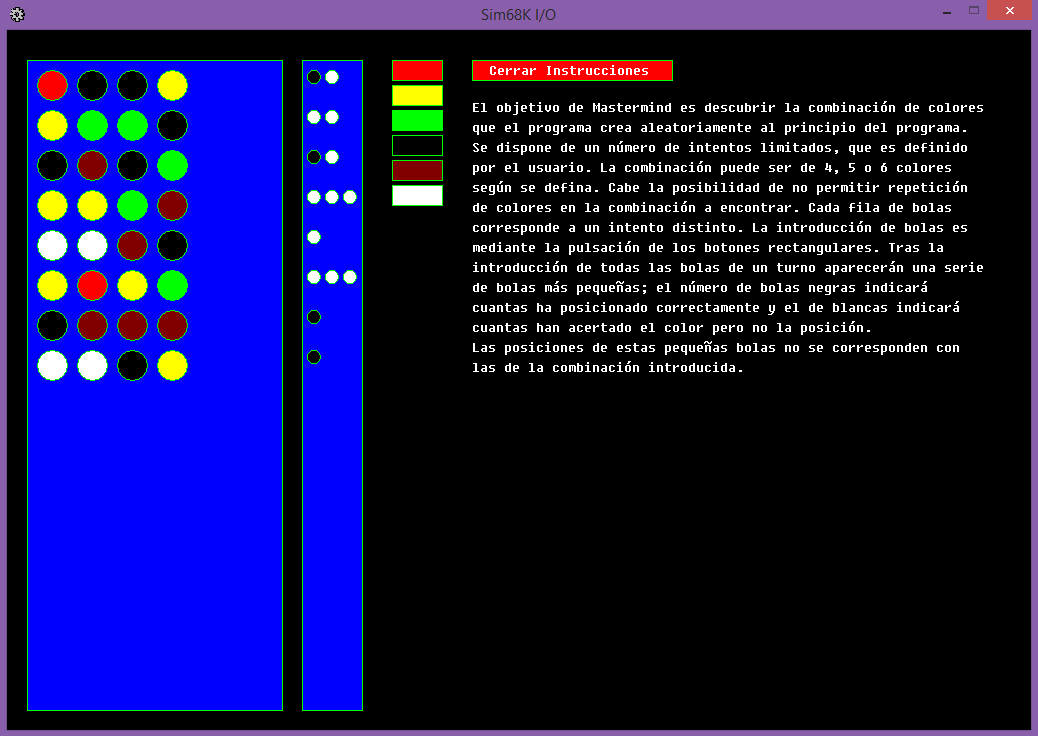 Sim68K I/O
Cerrar Instrucciones
El objetivo de Mastermind es descubrir la combinación de colores
que el programa crea aleatoriamente al principio del programa.
Se dispone de un número de intentos limitados, que es definido
por el usuario. La combinación puede ser de 4, 5 o 6 colores
según se defina. Cabe la posibilidad de no permitir repetición
de colores en la combinación a encontrar. Cada fila de bolas
corresponde a un intento distinto. La introducción de bolas es
mediante la pulsación de los botones rectangulares. Tras la
introducción de todas las bolas de un turno aparecerán una serie
de bolas más pequeñas; el número de bolas negras indicará
cuantas ha posicionado correctamente y el de blancas indicará
cuantas han acertado el color pero no la posición.
Las posiciones de estas pequeñas bolas no se corresponden con
las de la combinación introducida.